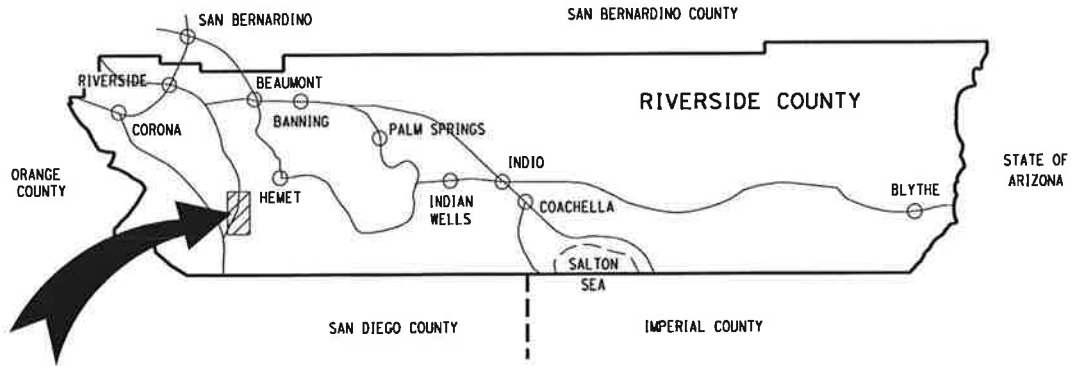 SAN BERNARDINO
SAN BERNARDINO COUNTY
RIVERSIDE
BEAUMONT
RIVERSIDE COUNTY
BANNING
CORONA
PALM SPRINGS
ORANGE
COUNTY
INDIO
STATE OF
ARIZONA
HEMET
INDIAN
WELLS
COACHELLA
BLYTHE
SALTON
SEA
SAN DIEGO COUNTY
IMPERIAL COUNTY